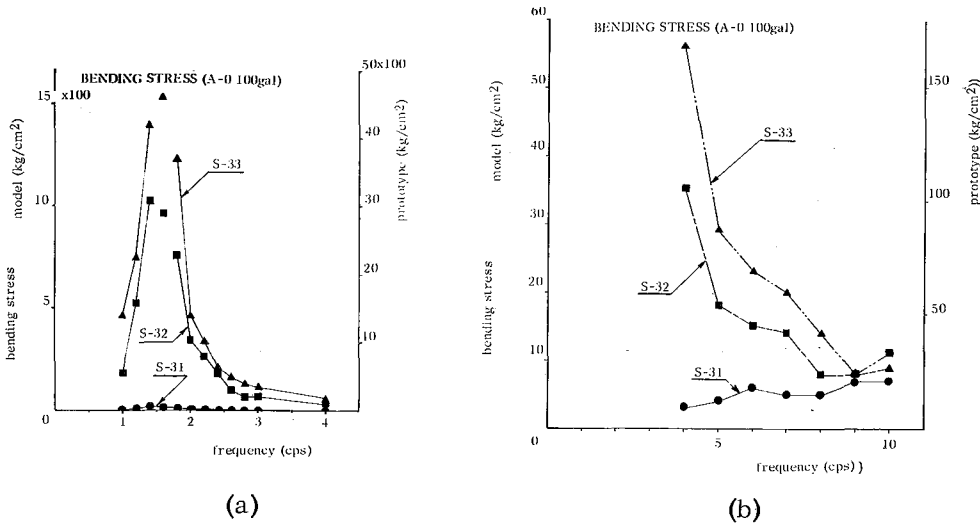 BENDING STRESS (A-0 100gal)
15 x100
10
5
0
bending stress model (kg/cm2)
50x100
40
30
20
10
prototype (kg/cm2)
S-33
S-32
S-31
1 2 3 4
frequency (cps)
(a)
BENDING STRESS (A-0 100gal)
60
50
40
30
20
10
0
bending stress model (kg/cm2)
150
100
50
prototype (kg/cm2)
S-33
S-32
S-31
5 10
frequency (cps)}
(b)